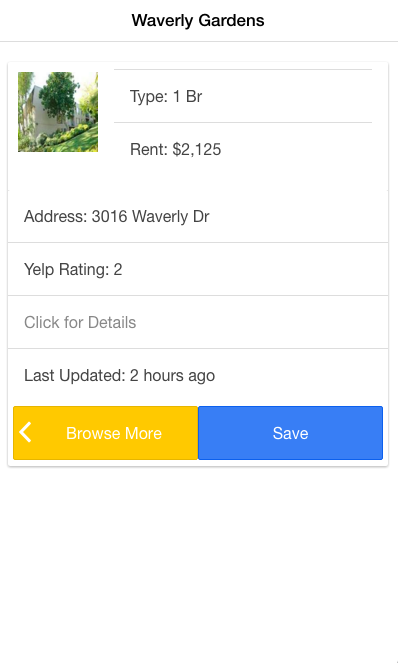 Waverly Gardens
Type: 1 Br
Rent: $2,125
Address: 3016 Waverly Dr
Yelp Rating: 2
Click for Details
Last Updated: 2 hours ago
Browse More
Save